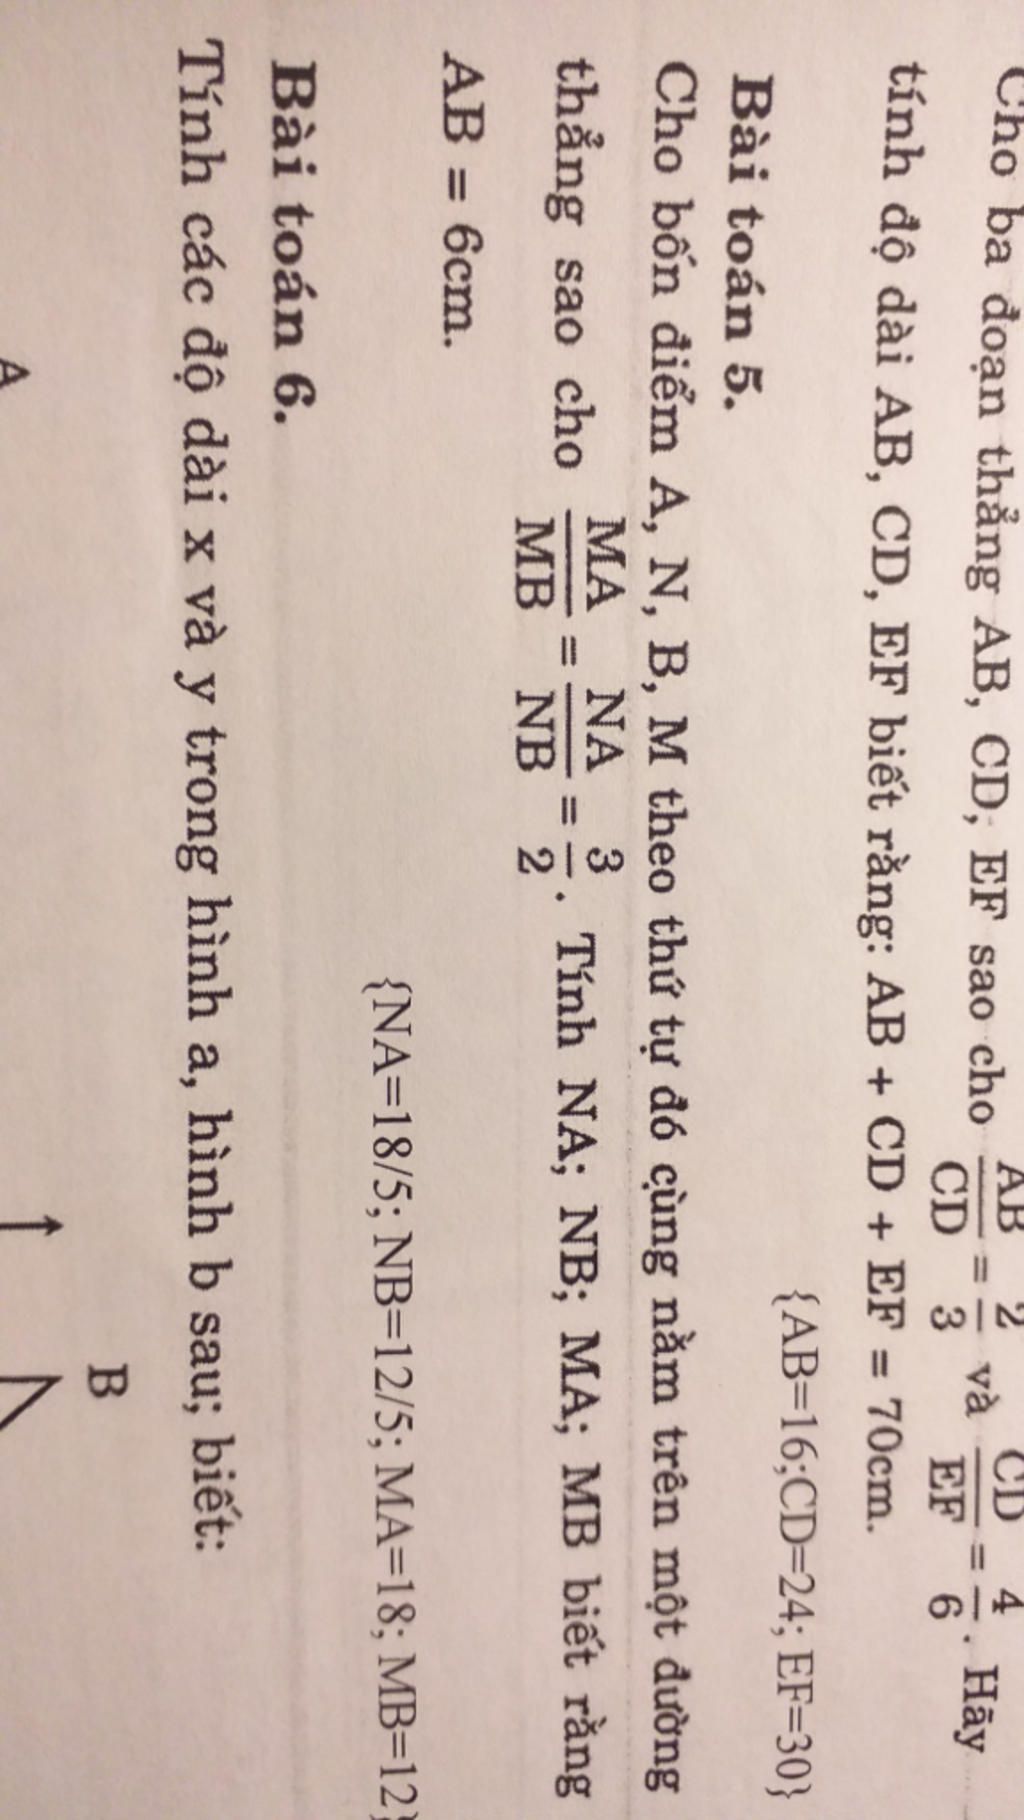 Cho ba đoạn thẳng AB, CD, EF sao cho AB/CD = 2/3 và CD/EF = 4/6. Hãy
tính độ dài AB, CD, EF biết rằng: AB + CD + EF = 70cm.
{AB=16;CD=24; EF=30}
Bài toán 5.
Cho bốn điểm A, N, B, M theo thứ tự đó cùng nằm trên một đường
thẳng sao cho MA/MB = NA/NB = 3/2. Tính NA; NB; MA; MB biết rằng
AB = 6cm.
{NA=18/5; NB=12/5; MA=18; MB=12}
Bài toán 6.
Tính các độ dài x và y trong hình a, hình b sau; biết:
B
A